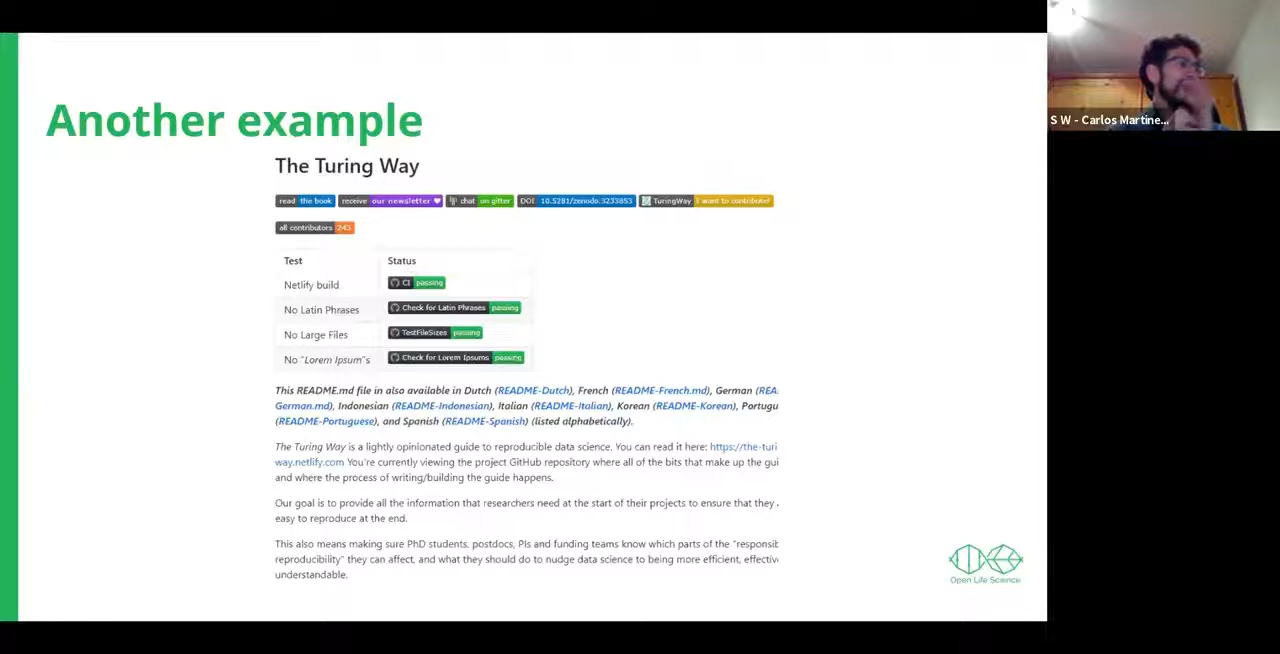 Another example
The Turing Way
read the book receive our newsletter chat on gitter DOI 10.5281/zenodo.3233853 TuringWay I want to contribute!
all contributors 243
Test Status
Netlify build CI passing
No Latin Phrases Check for Latin Phrases passing
No Large Files TestFileSizes passing
No "Lorem Ipsum"s Check for Lorem Ipsums passing
This README.md file in also available in Dutch (README-Dutch), French (README-French.md), German (REA
German.md), Indonesian (README-Indonesian), Italian (README-Italian), Korean (README-Korean), Portugu
(README-Portuguese), and Spanish (README-Spanish) (listed alphabetically).
The Turing Way is a lightly opinionated guide to reproducible data science. You can read it here: https://the-turi
way.netlify.com You're currently viewing the project GitHub repository where all of the bits that make up the gui
and where the process of writing/building the guide happens.
Our goal is to provide all the information that researchers need at the start of their projects to ensure that they
easy to reproduce at the end.
This also means making sure PhD students, postdocs, PIs and funding teams know which parts of the "responsib
reproducibility" they can affect, and what they should do to nudge data science to being more efficient, effectiv
understandable.
Open Life Science
S W - Carlos Martine...